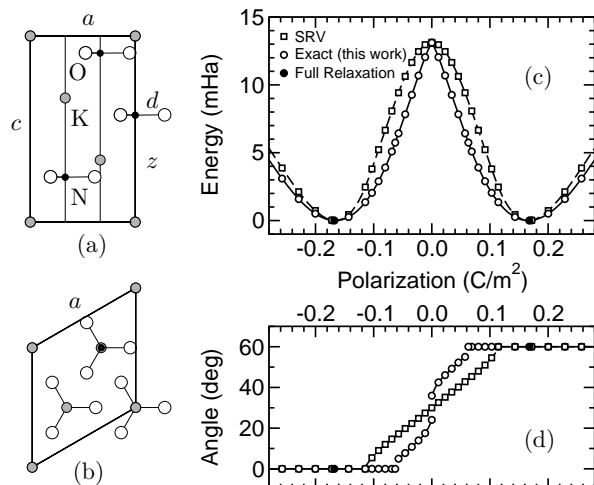 a
O
K
d
c
z
N
(a)
a
(b)
SRV
Exact (this work)
Full Relaxation
(c)
Energy (mHa)
15
10
5
0
-0.2 -0.1 0.0 0.1 0.2
Polarization (C/m²)
-0.2 -0.1 0.0 0.1 0.2
Angle (deg)
60
40
20
0
(d)